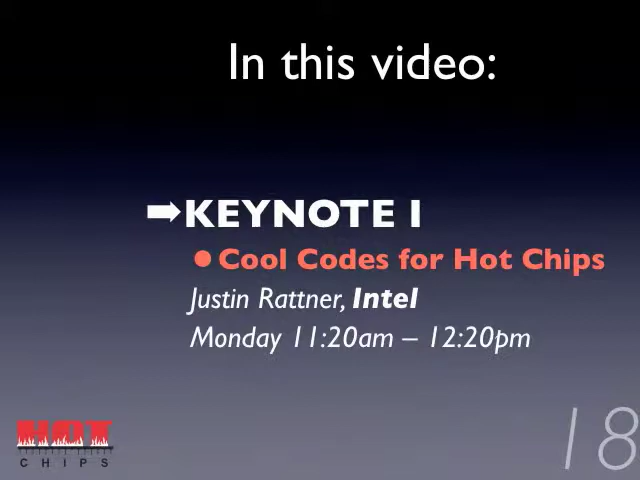 In this video:
➡KEYNOTE I
●Cool Codes for Hot Chips
Justin Rattner, Intel
Monday 11:20am – 12:20pm
HOT
CHIPS
18